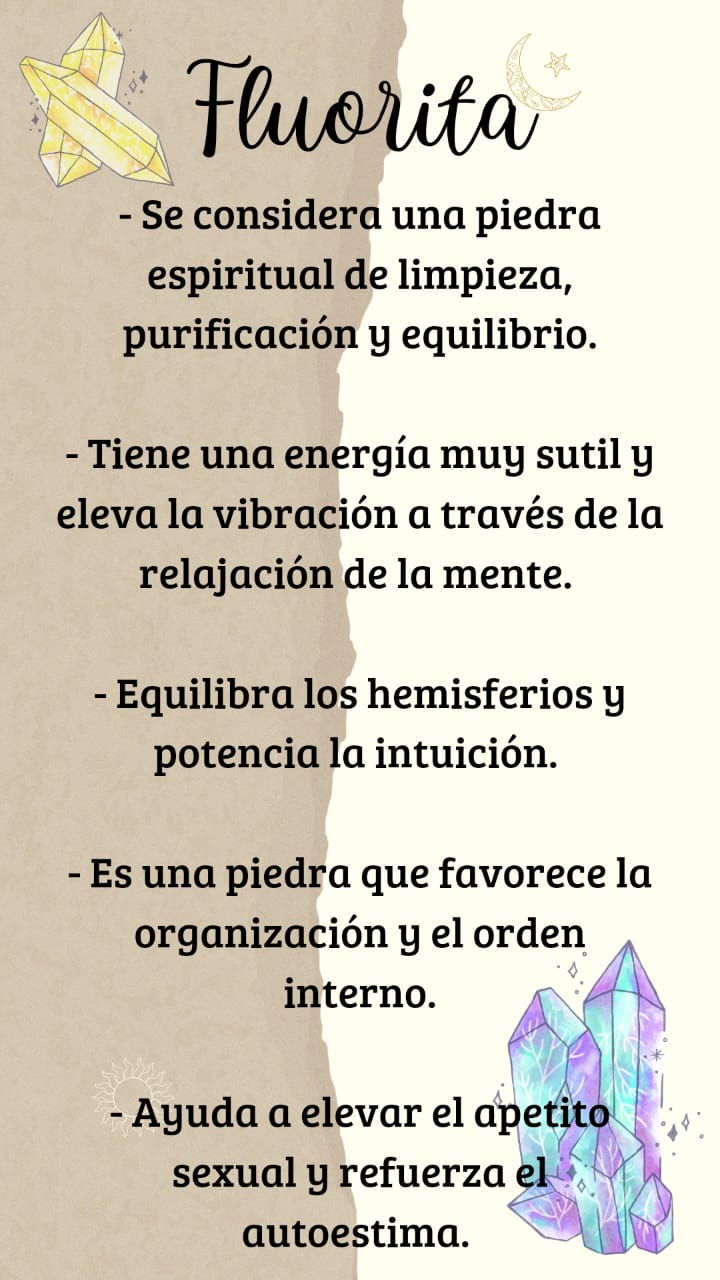 Fluorita
- Se considera una piedra
espiritual de limpieza,
purificación y equilibrio.
- Tiene una energía muy sutil y
eleva la vibración a través de la
relajación de la mente.
- Equilibra los hemisferios y
potencia la intuición.
- Es una piedra que favorece la
organización y el orden
interno.
- Ayuda a elevar el apetito
sexual y refuerza el
autoestima.